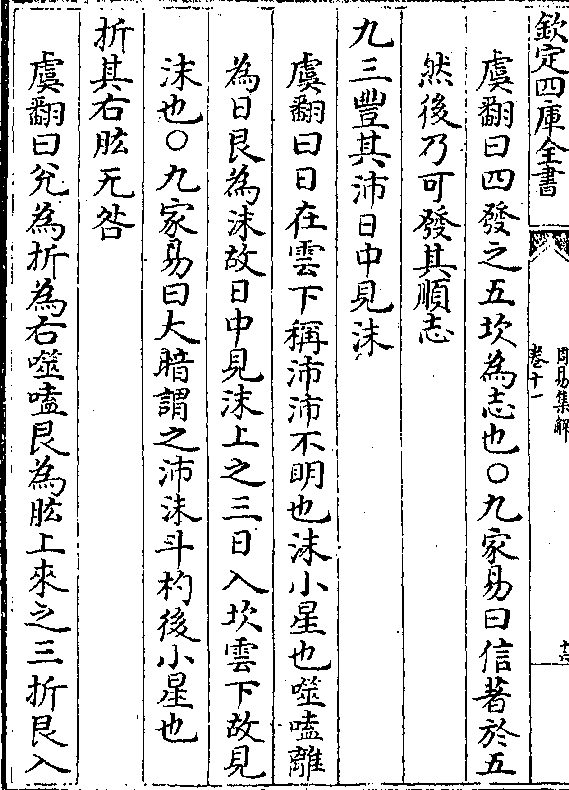 欽定四庫全書
周易集解
卷十一
十六
虞翻曰四發之五坎為志也○九家易曰信著於五
然後乃可發其順志
九三豐其沛日中見沬
虞翻曰日在雲下稱沛沛不明也沬小星也噬嗑離
為日艮為沬故日中見沬上之三日入坎雲下故見
沬也○九家易曰大暗謂之沛沬斗杓後小星也
折其右肱无咎
虞翻曰兊為折為右噬嗑艮為肱上來之三折艮入